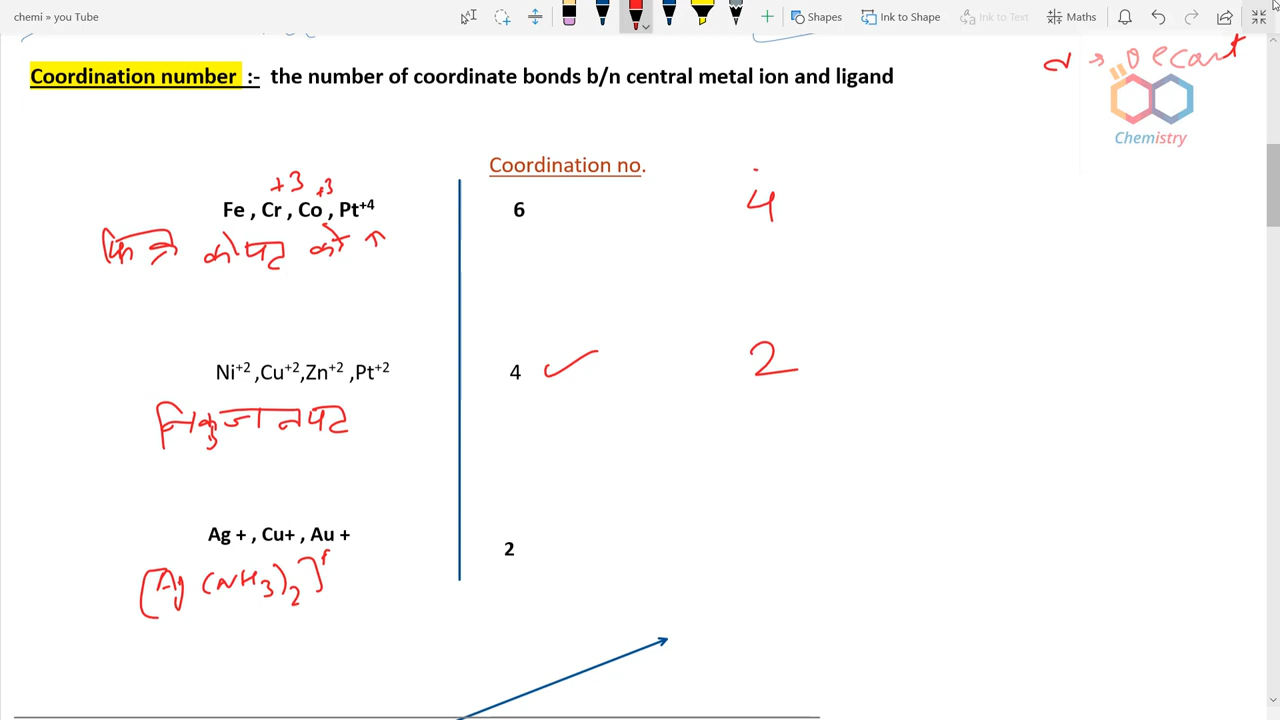 chemi » you Tube
Shapes Ink to Shape Ink to Text Maths
Coordination number :- the number of coordinate bonds b/n central metal ion and ligand
Chemistry
Coordination no.
+3 +3
Fe , Cr , Co , Pt+4 6 4
को पट
Ni+2 ,Cu+2,Zn+2 ,Pt+2 4 2
Ag + , Cu+ , Au + 2
[Ag (NH3)2]+